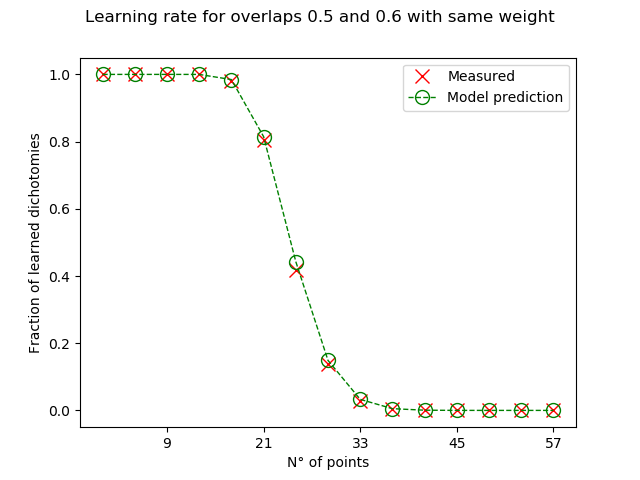 Learning rate for overlaps 0.5 and 0.6 with same weight
Measured
Model prediction
Fraction of learned dichotomies
1.0
0.8
0.6
0.4
0.2
0.0
9 21 33 45 57
N° of points